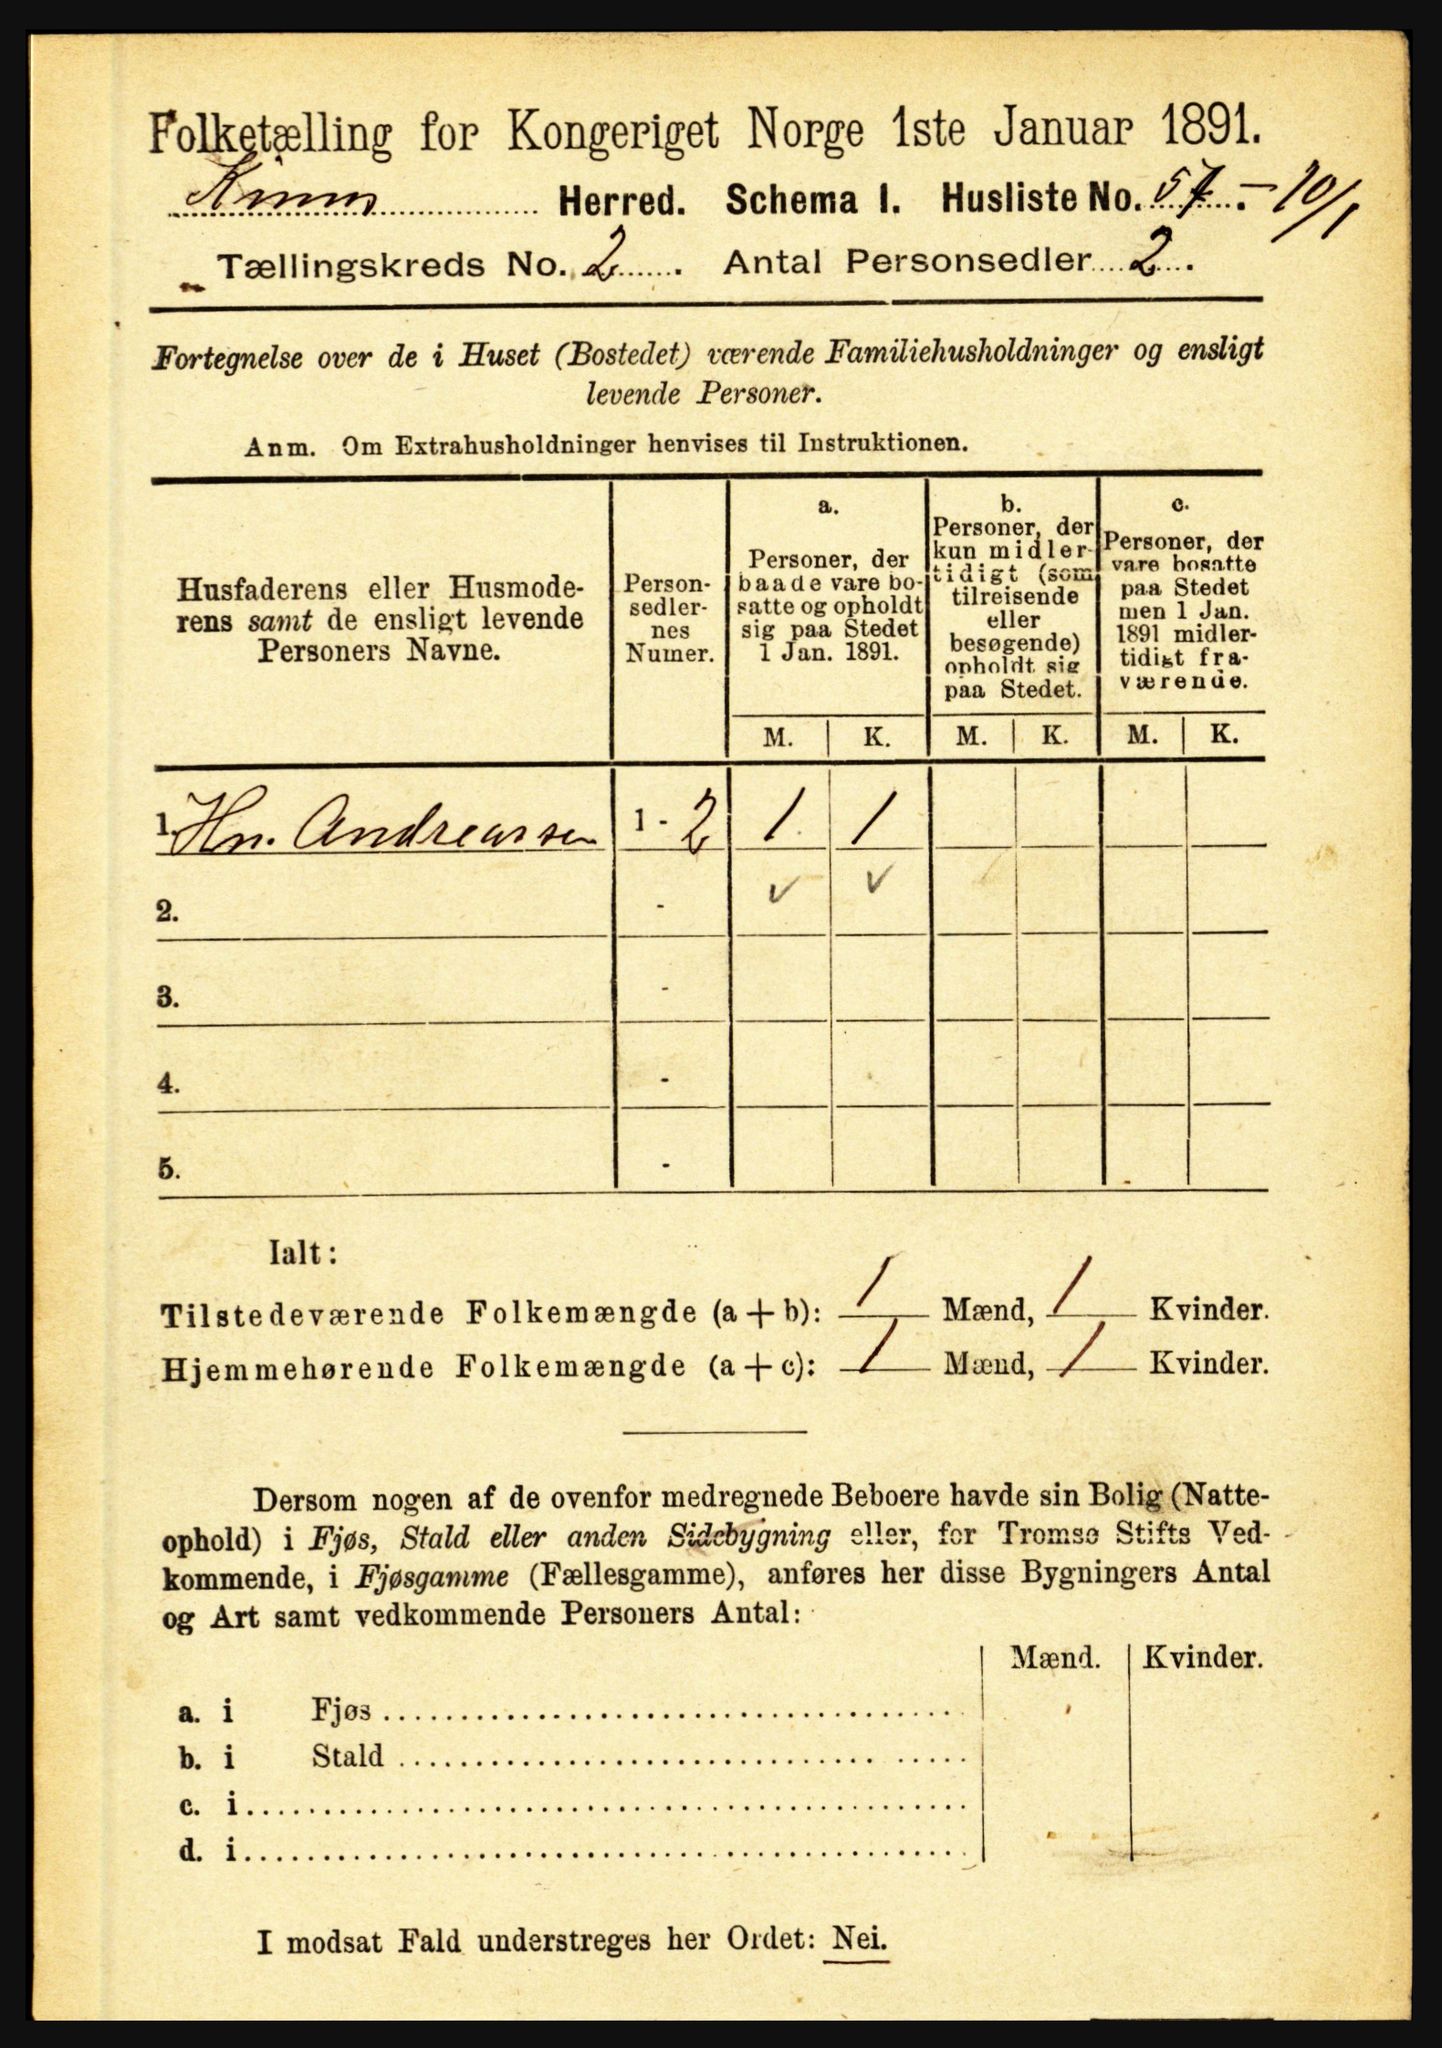 Folketælling for Kongeriget Norge 1ste Januar 1891.
Kinn Herred. Schema I. Husliste No. 57. - 10/1
Tællingskreds No. 2. Antal Personsedler 2.
Fortegnelse over de i Huset (Bostedet) værende Familiehusholdninger og ensligt
levende Personer.
Anm. Om Extrahusholdninger henvises til Instruktionen.
Husfaderens eller Husmode-
rens samt de ensligt levende
Personers Navne.
Person-
sedler-
nes
Numer.
a.
Personer, der
baade vare bo-
satte og opholdt
sig paa Stedet
1 Jan. 1891.
b.
Personer, der
kun midler-
tidigt (som
tilreisende
eller
besøgende)
opholdt sig
paa Stedet.
c.
Personer, der
vare bosatte
paa Stedet
men 1 Jan.
1891 midler-
tidigt fra-
værende.
M. K. M. K. M. K.
1. Hn. Andreassen 1 - 2 1 1
2. - ✓ ✓
3. -
4. -
5. -
Ialt:
Tilstedeværende Folkemængde (a + b): 1 Mænd, 1 Kvinder.
Hjemmehørende Folkemængde (a + c): 1 Mænd, 1 Kvinder.
Dersom nogen af de ovenfor medregnede Beboere havde sin Bolig (Natte-
ophold) i Fjøs, Stald eller anden Sidebygning eller, for Tromsø Stifts Ved-
kommende, i Fjøsgamme (Fællesgamme), anføres her disse Bygningers Antal
og Art samt vedkommende Personers Antal:
Mænd. Kvinder.
a. i Fjøs
b. i Stald
c. i
d. i
I modsat Fald understreges her Ordet: Nei.